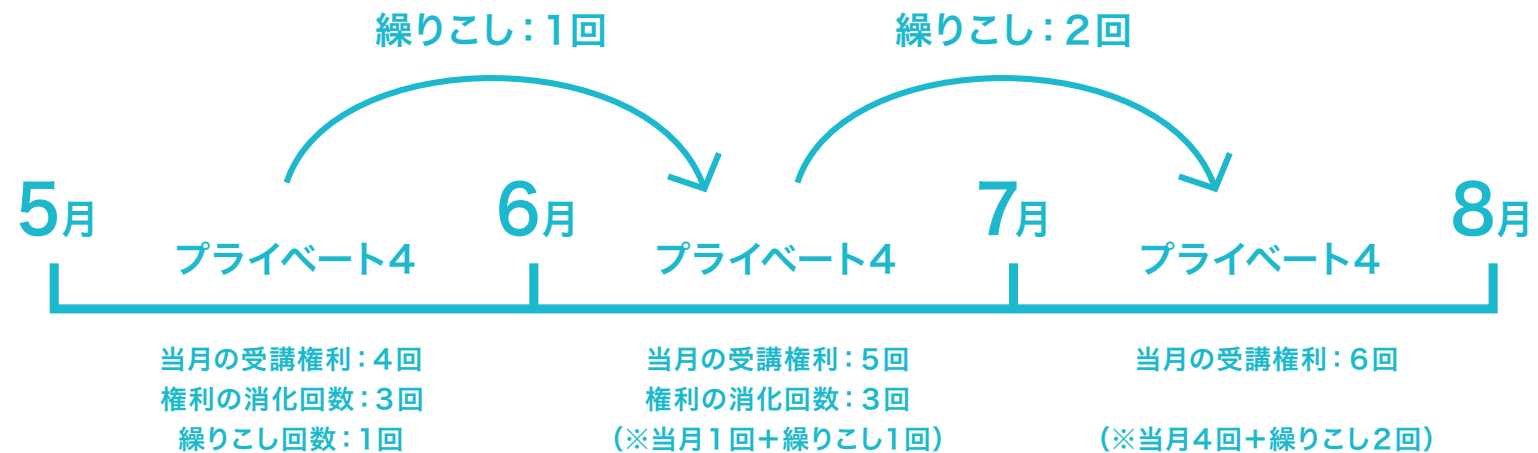 繰りこし：1回
繰りこし：2回
5月
6月
7月
8月
プライベート4
プライベート4
プライベート4
当月の受講権利：4回
権利の消化回数：3回
繰りこし回数：1回
当月の受講権利：5回
権利の消化回数：3回
（※当月1回＋繰りこし1回）
当月の受講権利：6回
（※当月4回＋繰りこし2回）